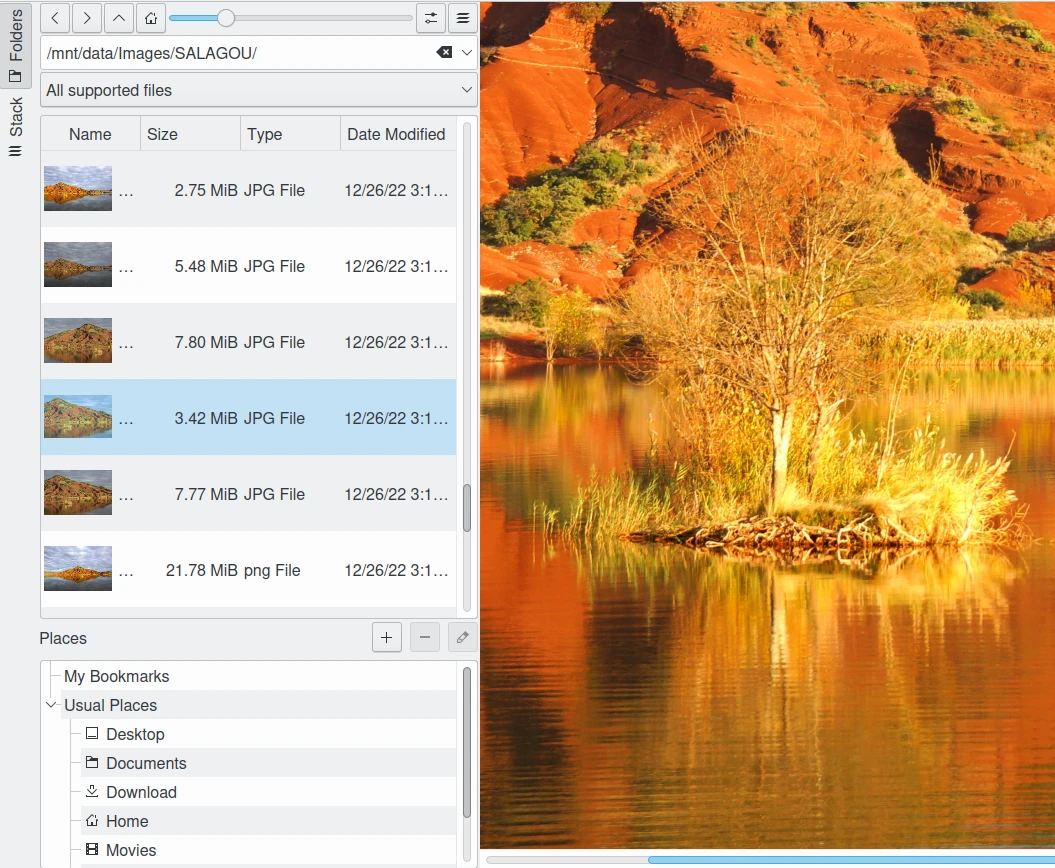 Folders
Stack
/mnt/data/Images/SALAGOU/
All supported files
Name Size Type Date Modified
... 2.75 MiB JPG File 12/26/22 3:1...
... 5.48 MiB JPG File 12/26/22 3:1...
... 7.80 MiB JPG File 12/26/22 3:1...
... 3.42 MiB JPG File 12/26/22 3:1...
... 7.77 MiB JPG File 12/26/22 3:1...
... 21.78 MiB png File 12/26/22 3:1...
Places
My Bookmarks
Usual Places
Desktop
Documents
Download
Home
Movies